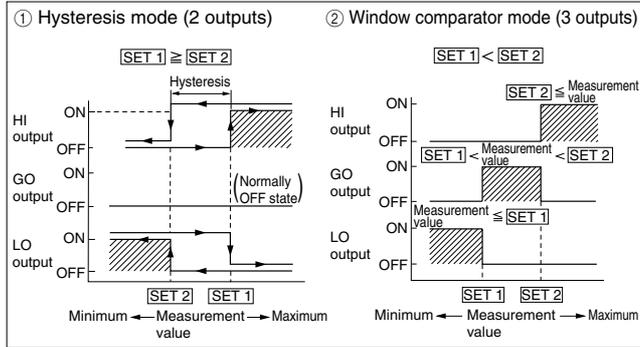 ① Hysteresis mode (2 outputs)
SET 1 ≧ SET 2
Hysteresis
HI output
ON
OFF
GO output
ON
OFF
(Normally OFF state)
LO output
ON
OFF
SET 2
SET 1
Minimum
Measurement value
Maximum
② Window comparator mode (3 outputs)
SET 1 < SET 2
SET 2 ≦ Measurement value
HI output
ON
OFF
SET 1 < Measurement value < SET 2
GO output
ON
OFF
Measurement value ≦ SET 1
LO output
ON
OFF
SET 1
SET 2
Minimum
Measurement value
Maximum